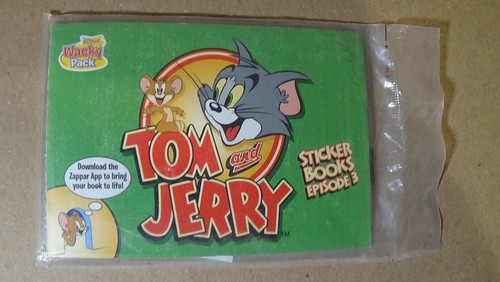 Wacky
Pack
TOM
and
JERRY
TM
STICKER
BOOKS
EPISODE 3
Download the
Zappar App to bring
your book to life!